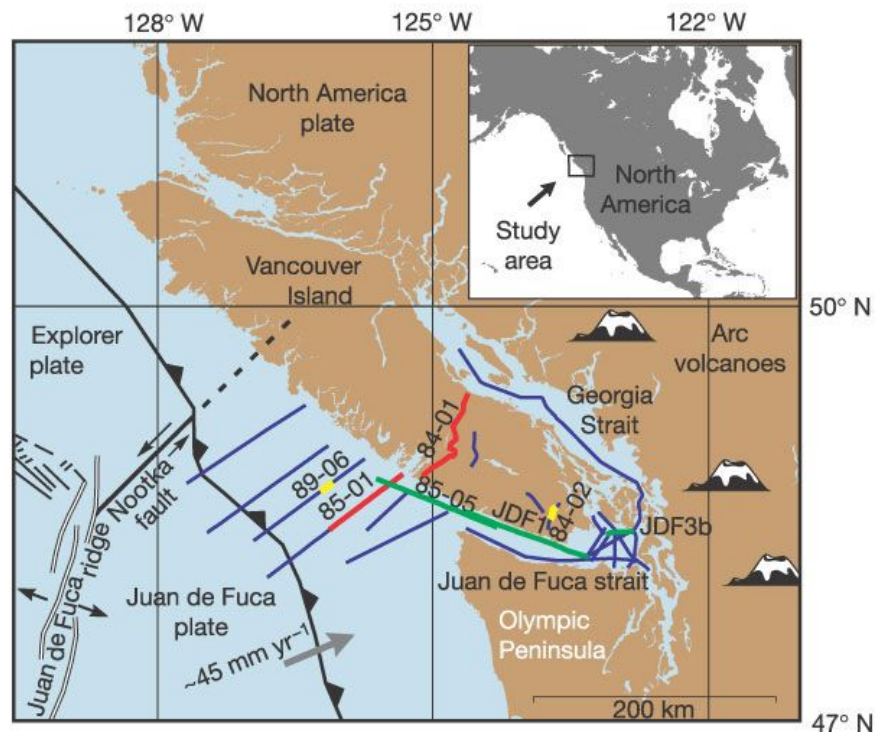 128° W
125° W
122° W
North America
plate
North
America
Study
area
Vancouver
Island
50° N
Explorer
plate
Arc
volcanoes
Georgia
Strait
84-01
89-06
85-01
Nootka
fault
85-05
JDF1
84-02
JDF3b
Juan de Fuca strait
Juan de Fuca
plate
Juan de Fuca ridge
Olympic
Peninsula
~45 mm yr⁻¹
200 km
47° N